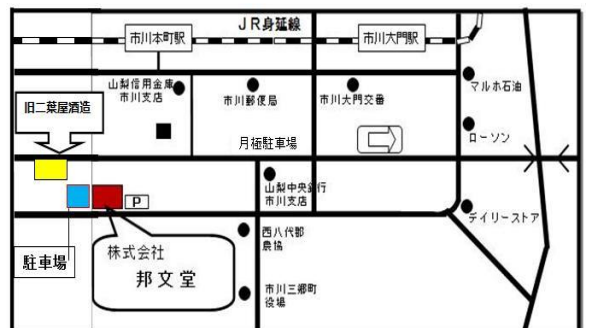 JR身延線
市川本町駅
市川大門駅
山梨信用金庫
市川支店
市川郵便局
市川大門交番
マルホ石油
旧二葉屋酒造
月極駐車場
ローソン
山梨中央銀行
市川支店
P
デイリーストア
西八代郡
農協
駐車場
株式会社
邦文堂
市川三郷町
役場